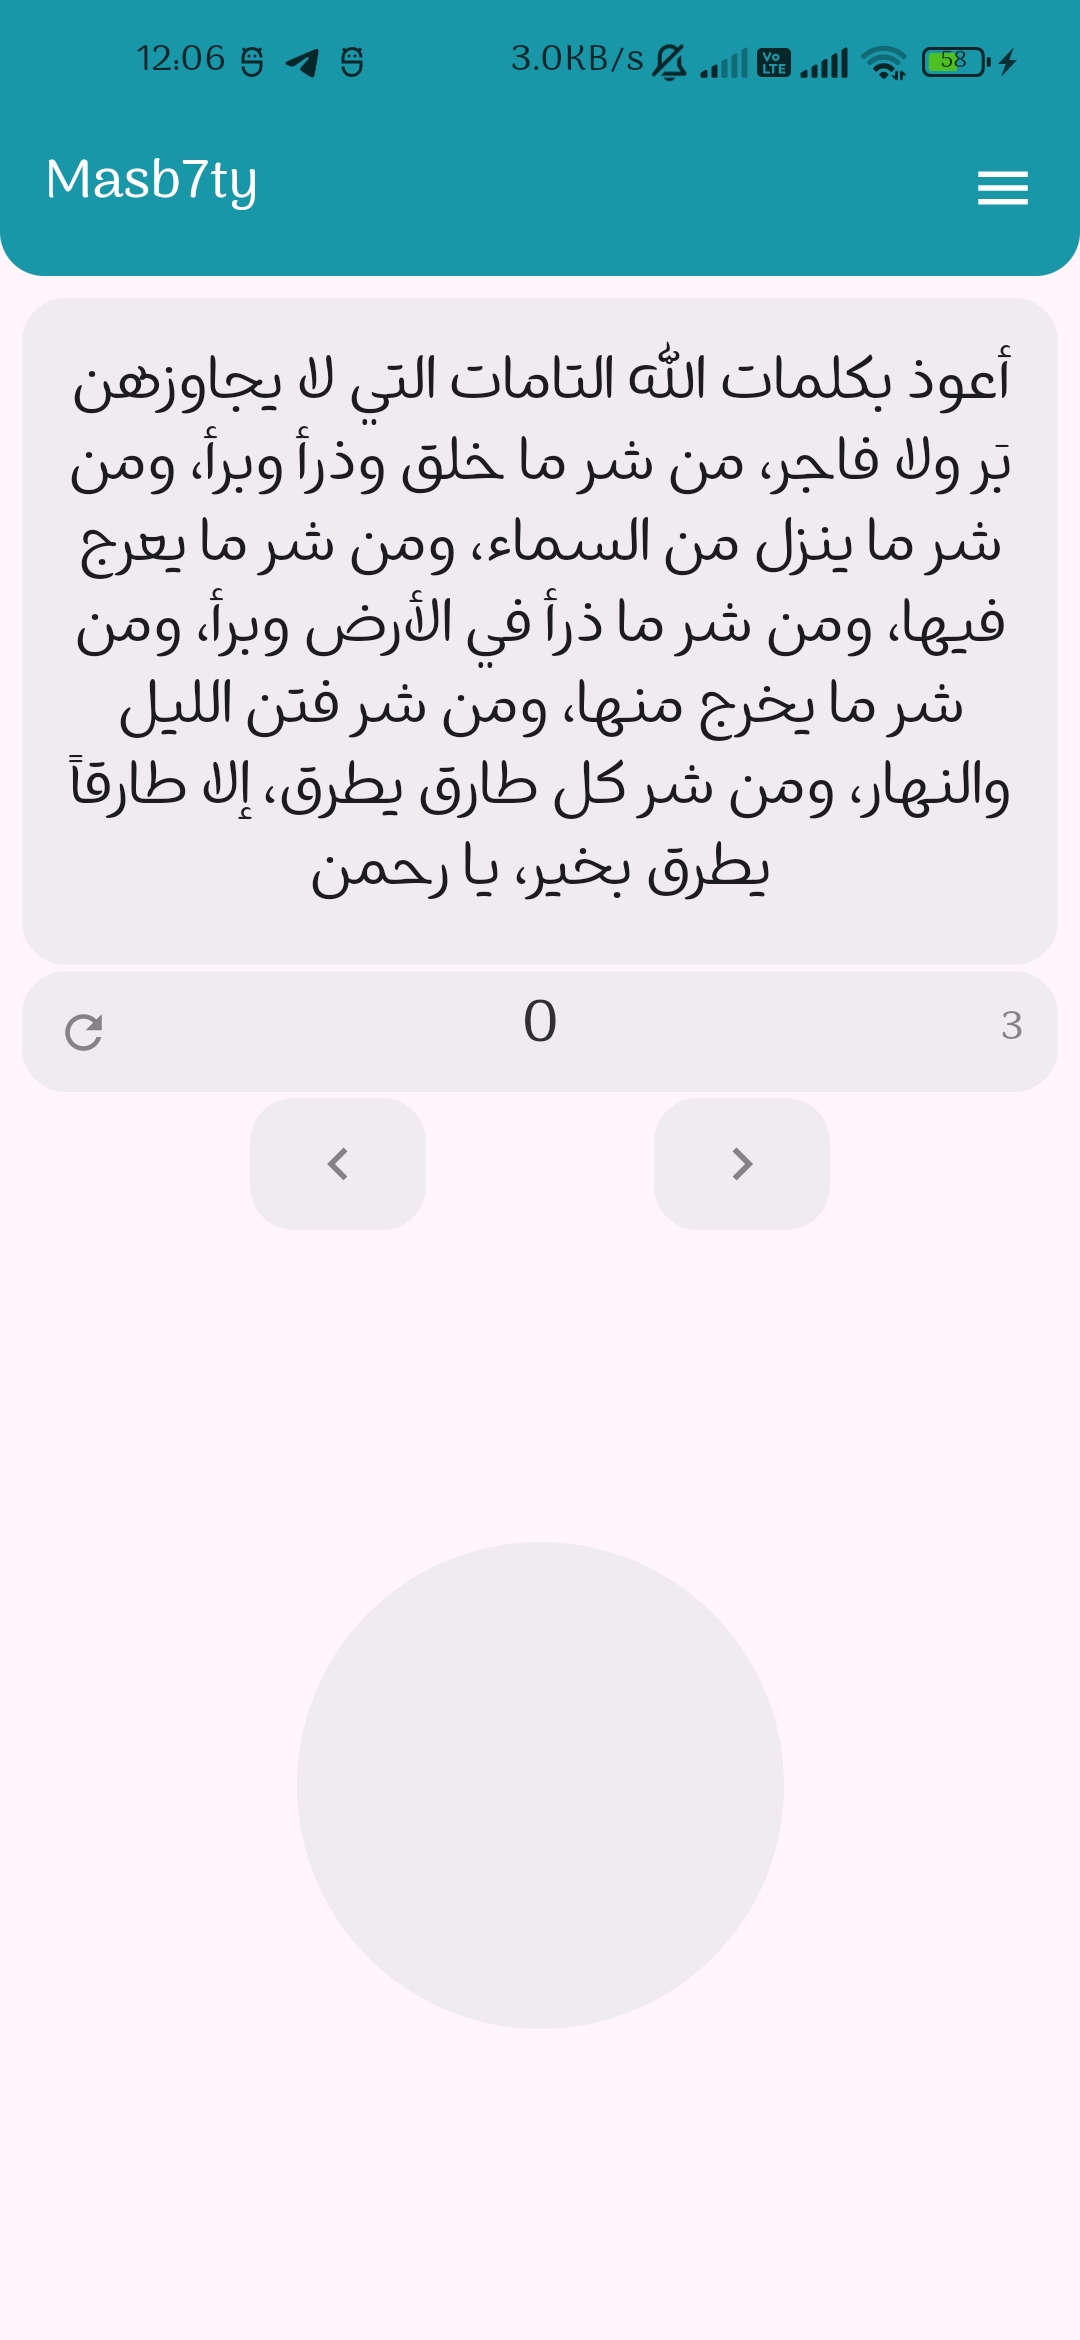 12:06 3.0KB/s Vo LTE 58
Masb7ty
أعوذ بكلمات الله التامات التي لا يجاوزهن
بَر ولا فاجر، من شر ما خلق وذرأ وبرأ، ومن
شر ما ينزل من السماء، ومن شر ما يعرج
فيها، ومن شر ما ذرأ في الأرض وبرأ، ومن
شر ما يخرج منها، ومن شر فتن الليل
والنهار، ومن شر كل طارق يطرق، إلا طارقاً
يطرق بخير، يا رحمن
0 3